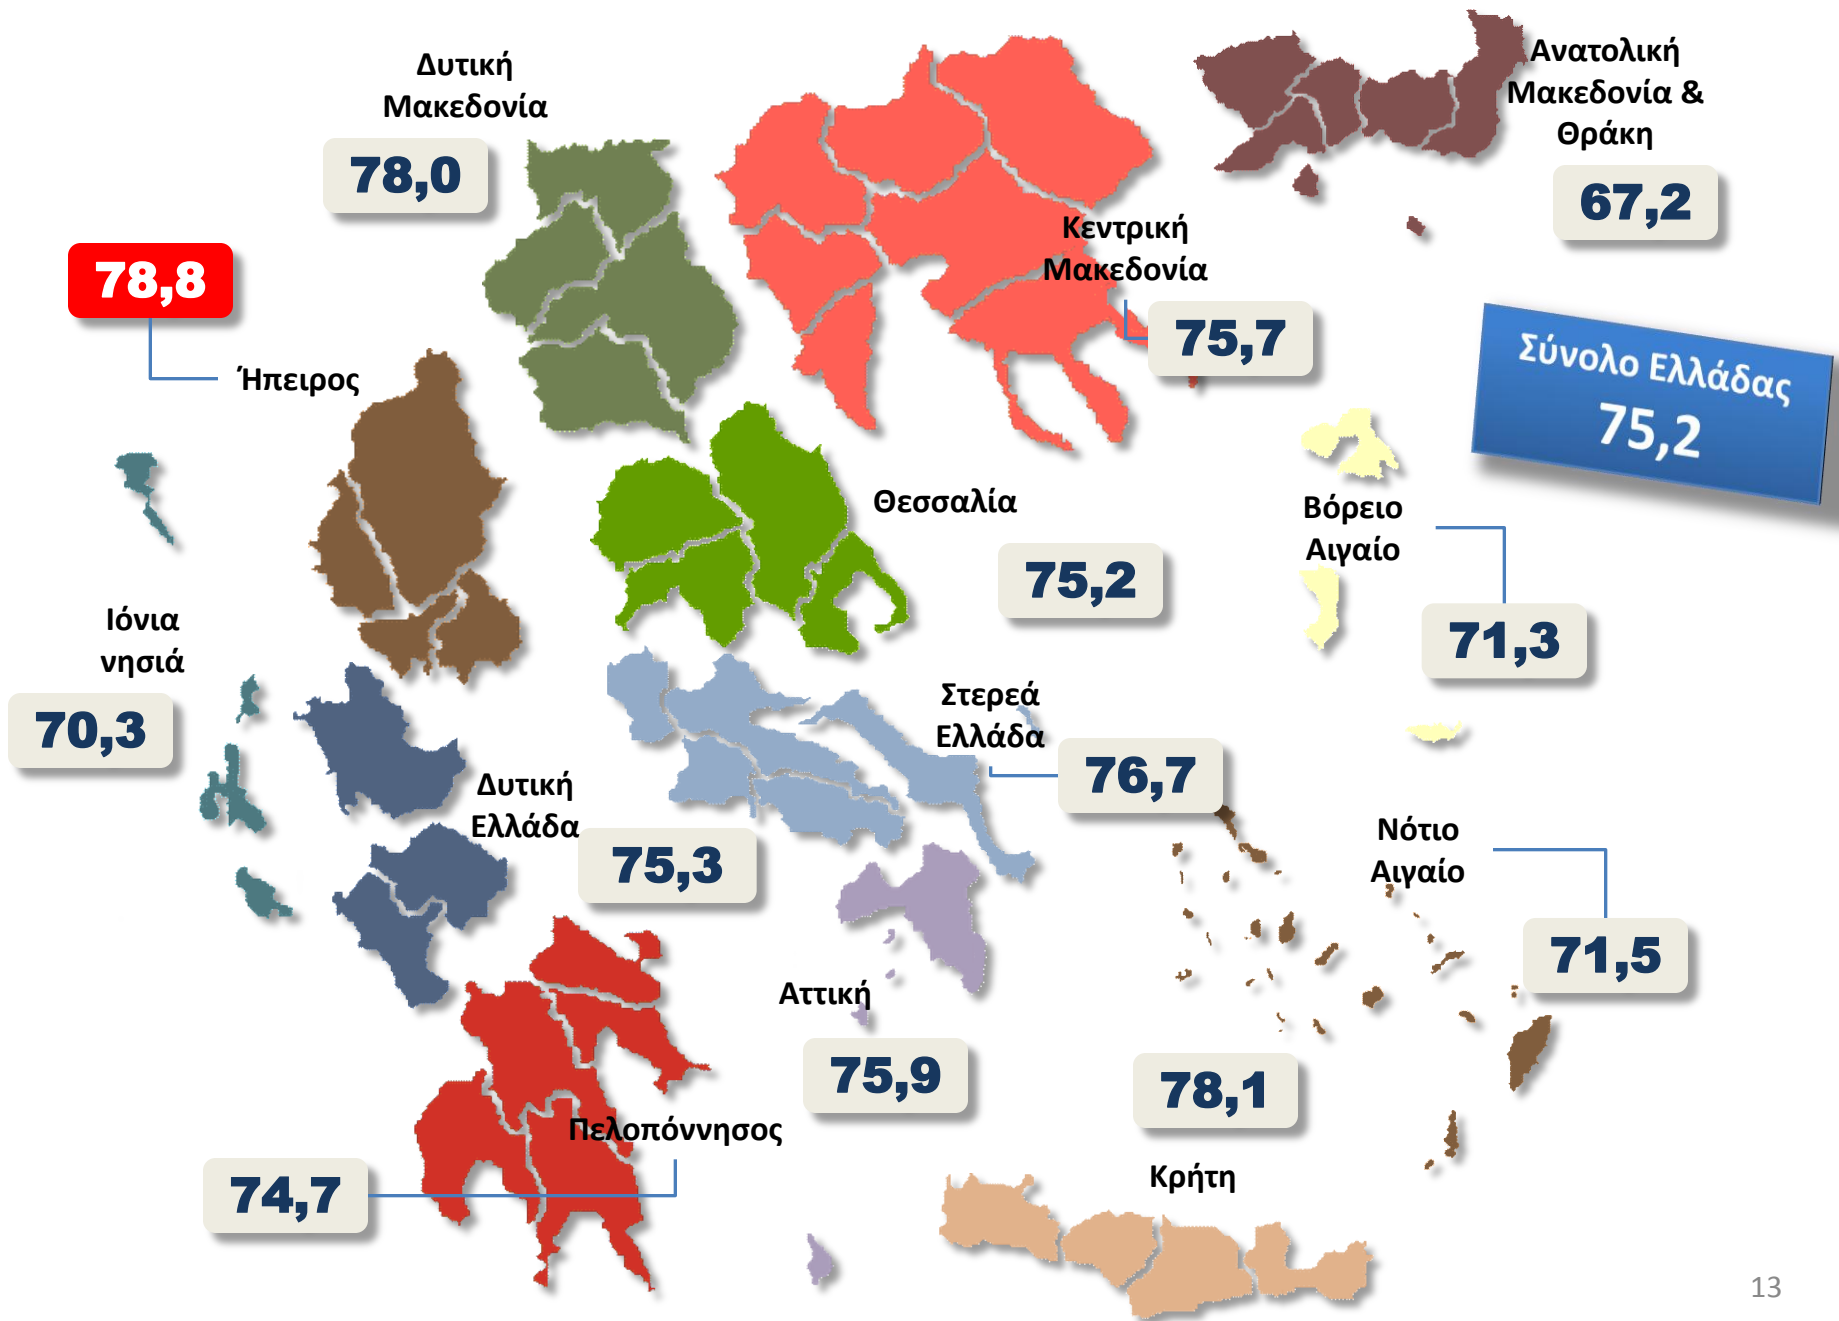 Δυτική
Μακεδονία
78,0
Ανατολική
Μακεδονία &
Θράκη
67,2
Κεντρική
Μακεδονία
75,7
78,8
Ήπειρος
Σύνολο Ελλάδας
75,2
Θεσσαλία
75,2
Βόρειο
Αιγαίο
71,3
Ιόνια
νησιά
70,3
Στερεά
Ελλάδα
76,7
Δυτική
Ελλάδα
75,3
Νότιο
Αιγαίο
71,5
Αττική
75,9
78,1
Κρήτη
Πελοπόννησος
74,7
13